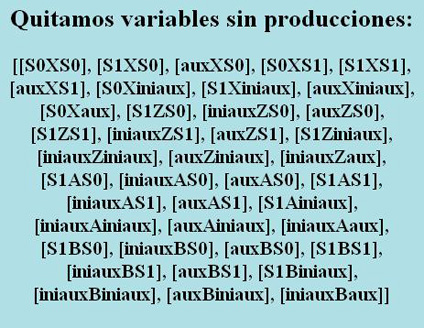 Quitamos variables sin producciones:
[[S0XS0], [S1XS0], [auxXS0], [S0XS1], [S1XS1],
[auxXS1], [S0Xiniaux], [S1Xiniaux], [auxXiniaux],
[S0Xaux], [S1ZS0], [iniauxZS0], [auxZS0],
[S1ZS1], [iniauxZS1], [auxZS1], [S1Ziniaux],
[iniauxZiniaux], [auxZiniaux], [iniauxZaux],
[S1AS0], [iniauxAS0], [auxAS0], [S1AS1],
[iniauxAS1], [auxAS1], [S1Ainiaux],
[iniauxAiniaux], [auxAiniaux], [iniauxAaux],
[S1BS0], [iniauxBS0], [auxBS0], [S1BS1],
[iniauxBS1], [auxBS1], [S1Biniaux],
[iniauxBiniaux], [auxBiniaux], [iniauxBaux]]